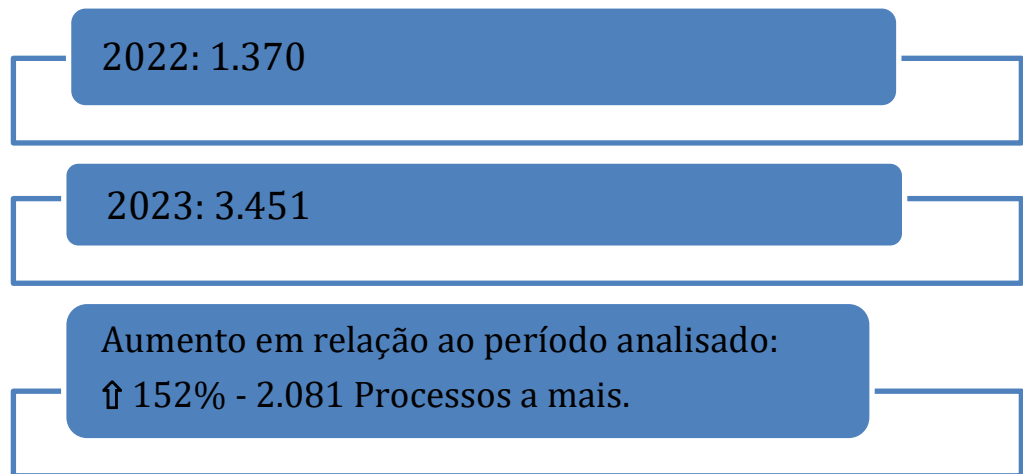 2022: 1.370
2023: 3.451
Aumento em relação ao período analisado:
⇧ 152% - 2.081 Processos a mais.